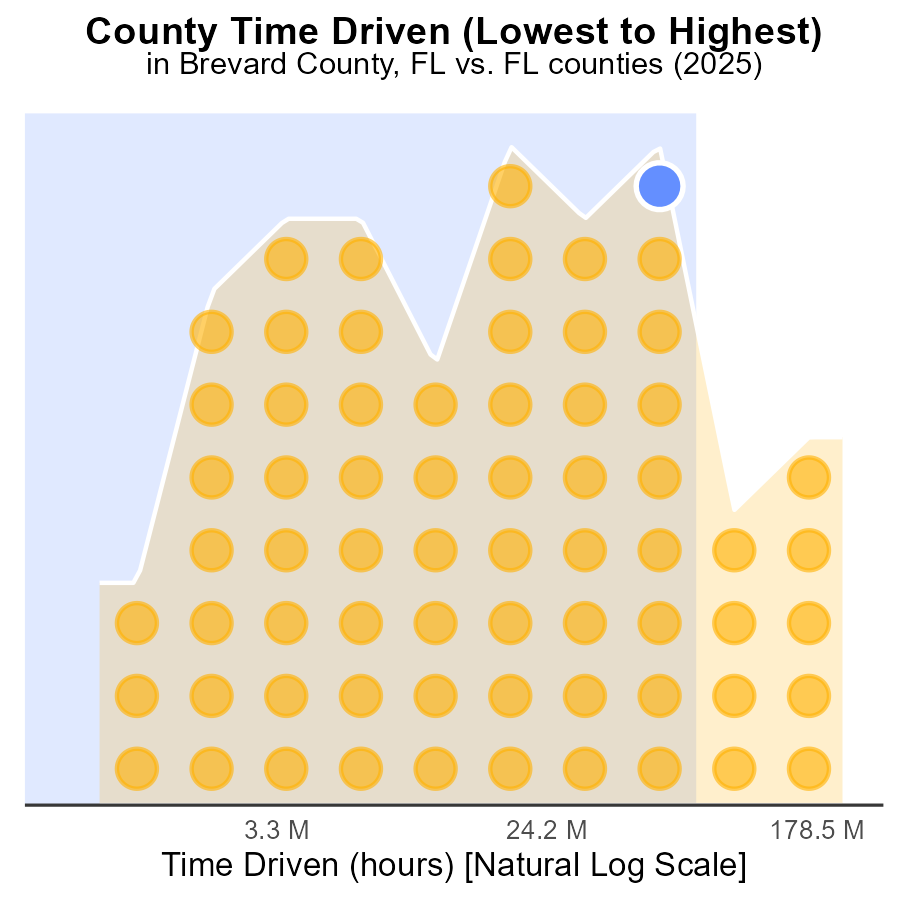 County Time Driven (Lowest to Highest)
in Brevard County, FL vs. FL counties (2025)
3.3 M 24.2 M 178.5 M
Time Driven (hours) [Natural Log Scale]